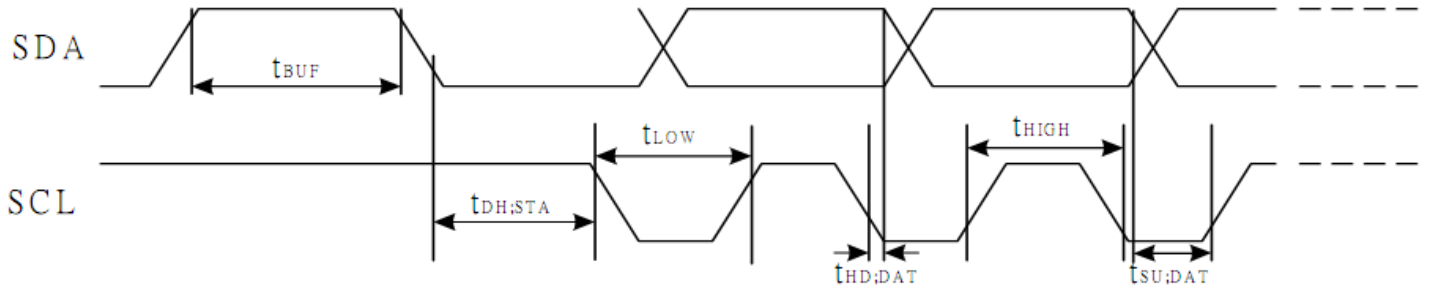 SDA
tBUF
tLOW
tHIGH
SCL
tDH;STA
tHD;DAT
tSU;DAT